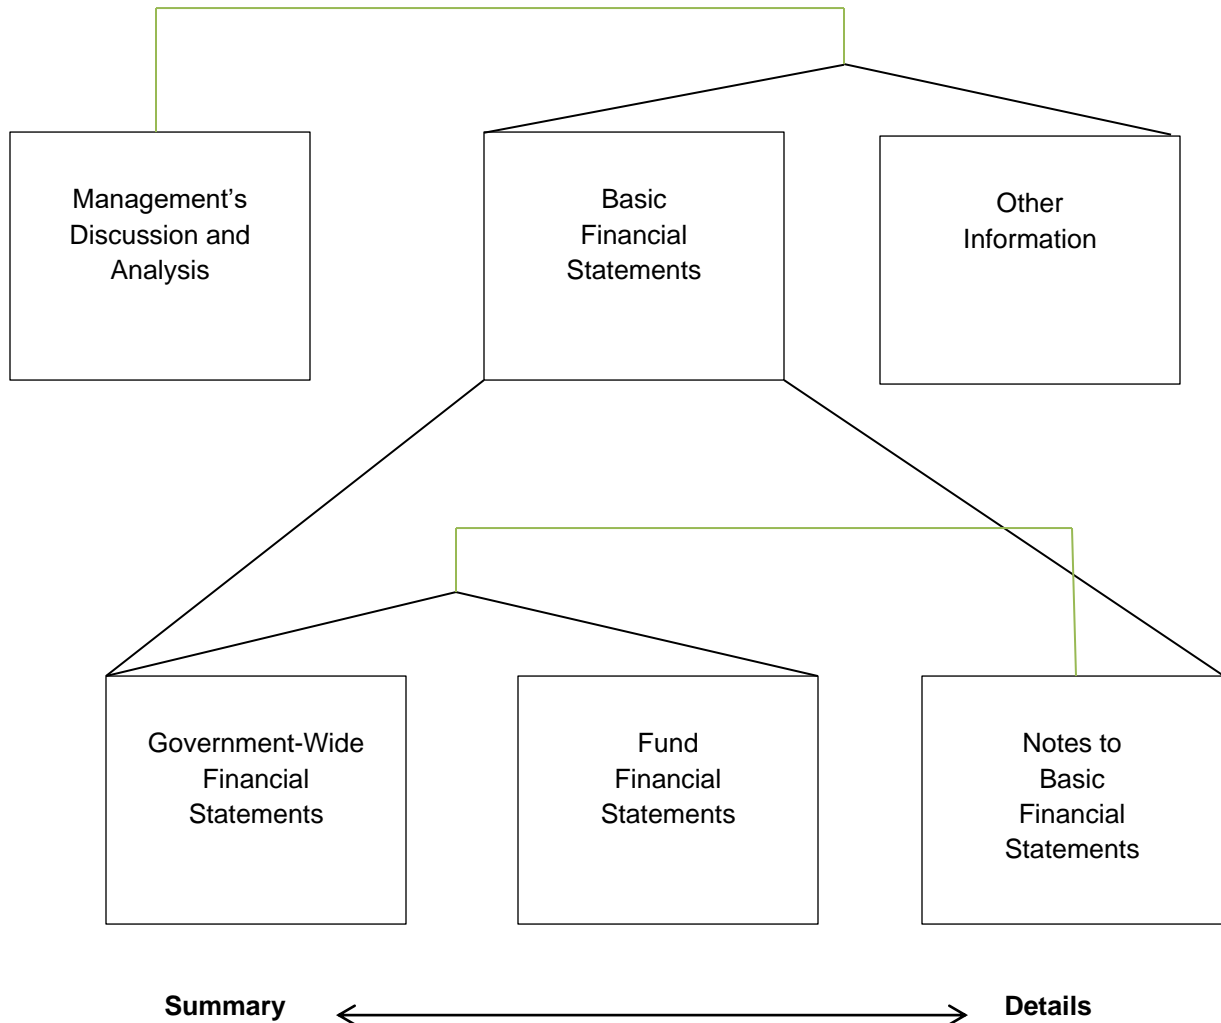 Management’s
Discussion and
Analysis
Basic
Financial
Statements
Other
Information
Government-Wide
Financial
Statements
Fund
Financial
Statements
Notes to
Basic
Financial
Statements
Summary
Details